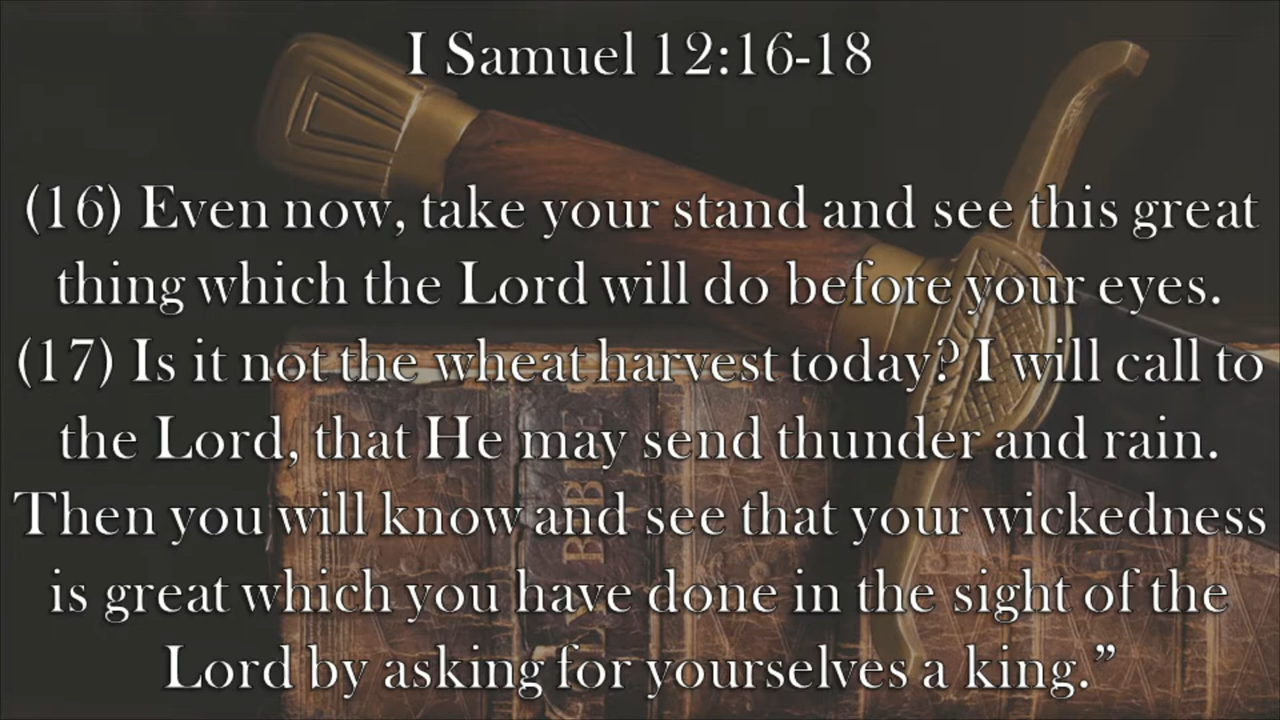 I Samuel 12:16-18
(16) Even now, take your stand and see this great
thing which the Lord will do before your eyes.
(17) Is it not the wheat harvest today? I will call to
the Lord, that He may send thunder and rain.
Then you will know and see that your wickedness
is great which you have done in the sight of the
Lord by asking for yourselves a king.”
BIBLE